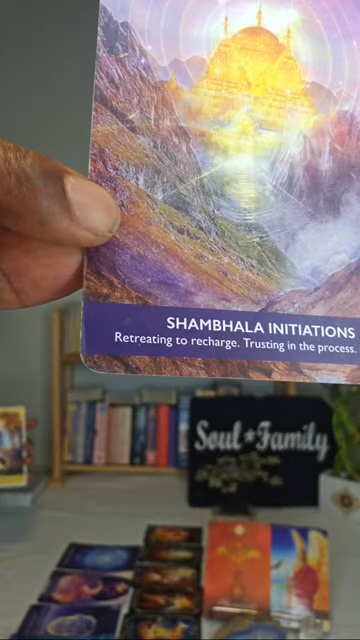 SHAMBHALA INITIATIONS
Retreating to recharge. Trusting in the process.
Soul*Family